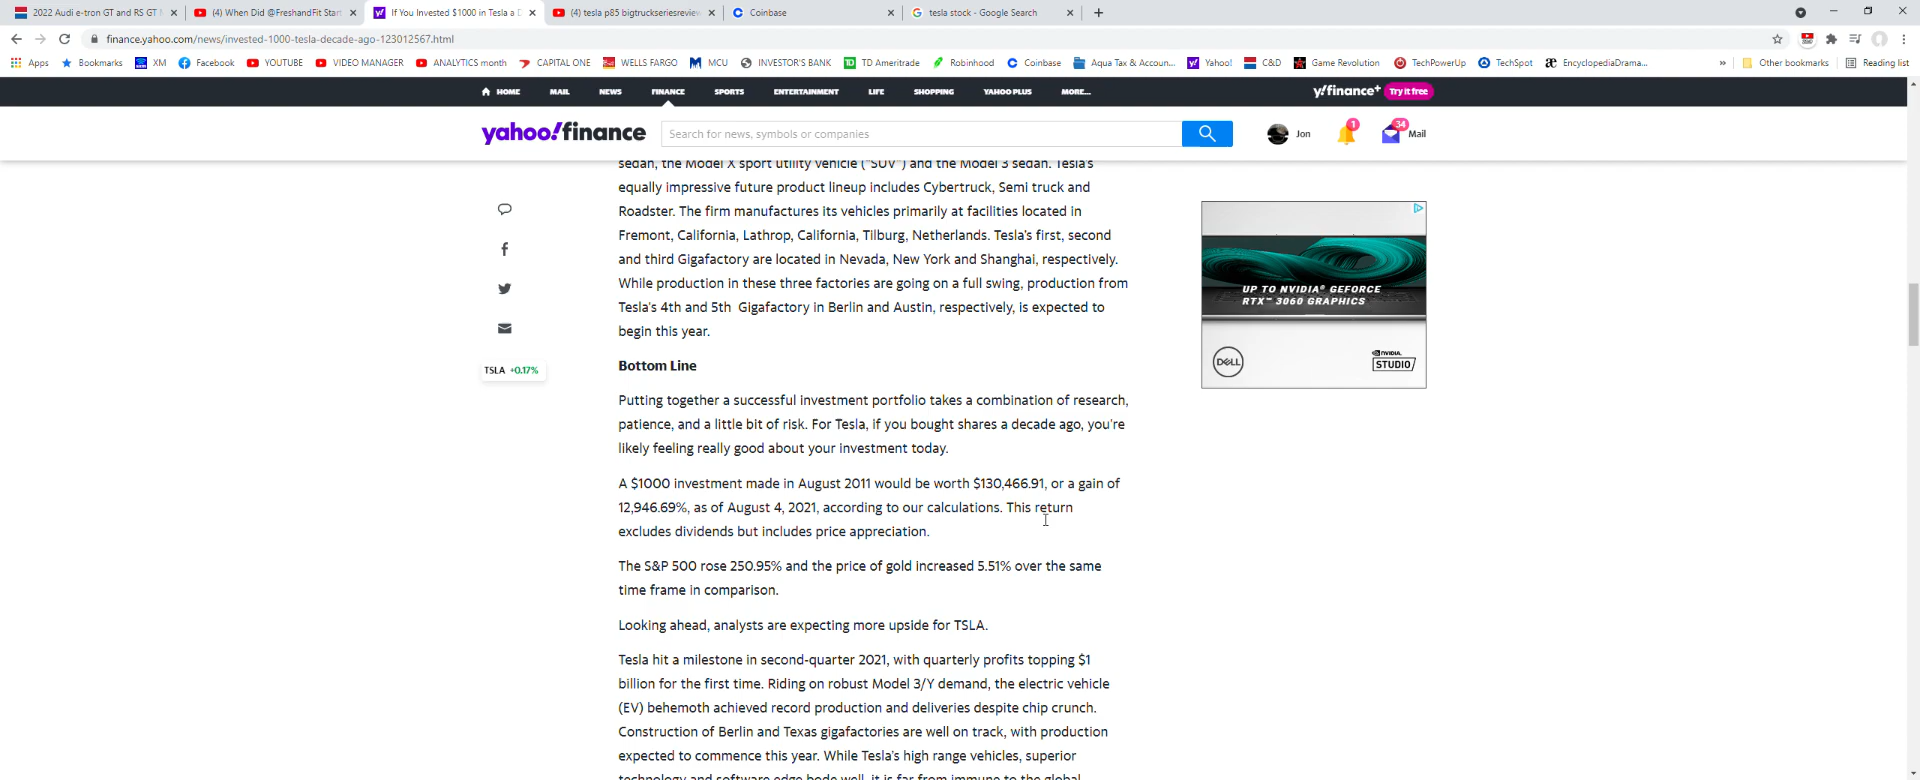 2022 Audi e-tron GT and RS GT
(4) When Did @FreshandFit Start
If You Invested $1000 in Tesla a D
(4) tesla p85 bigtruckseriesreview
Coinbase
tesla stock - Google Search
finance.yahoo.com/news/invested-1000-tesla-decade-ago-123012567.html
Apps
Bookmarks
XM
Facebook
YOUTUBE
VIDEO MANAGER
ANALYTICS month
CAPITAL ONE
WELLS FARGO
MCU
INVESTOR'S BANK
TD Ameritrade
Robinhood
Coinbase
Aqua Tax & Accoun...
Yahoo!
C&D
Game Revolution
TechPowerUp
TechSpot
EncyclopediaDrama...
»
Other bookmarks
Reading list
HOME
MAIL
NEWS
FINANCE
SPORTS
ENTERTAINMENT
LIFE
SHOPPING
YAHOO PLUS
MORE...
y!finance+
Try it free
yahoo!finance
Search for news, symbols or companies
Jon
1
34
Mail
sedan, the Model X sport utility vehicle ("SUV") and the Model 3 sedan. Tesla's
equally impressive future product lineup includes Cybertruck, Semi truck and
Roadster. The firm manufactures its vehicles primarily at facilities located in
Fremont, California, Lathrop, California, Tilburg, Netherlands. Tesla's first, second
and third Gigafactory are located in Nevada, New York and Shanghai, respectively.
While production in these three factories are going on a full swing, production from
Tesla's 4th and 5th  Gigafactory in Berlin and Austin, respectively, is expected to
begin this year.
TSLA +0.17%
Bottom Line
Putting together a successful investment portfolio takes a combination of research,
patience, and a little bit of risk. For Tesla, if you bought shares a decade ago, you're
likely feeling really good about your investment today.
A $1000 investment made in August 2011 would be worth $130,466.91, or a gain of
12,946.69%, as of August 4, 2021, according to our calculations. This return
excludes dividends but includes price appreciation.
The S&P 500 rose 250.95% and the price of gold increased 5.51% over the same
time frame in comparison.
Looking ahead, analysts are expecting more upside for TSLA.
Tesla hit a milestone in second-quarter 2021, with quarterly profits topping $1
billion for the first time. Riding on robust Model 3/Y demand, the electric vehicle
(EV) behemoth achieved record production and deliveries despite chip crunch.
Construction of Berlin and Texas gigafactories are well on track, with production
expected to commence this year. While Tesla's high range vehicles, superior
technology and software edge bode well, it is far from immune to the global
UP TO NVIDIA® GEFORCE
RTX™ 3060 GRAPHICS
DELL
NVIDIA.
STUDIO